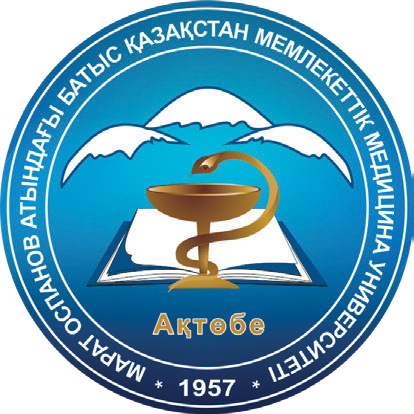 МАРАТ ОСПАНОВ АТЫНДАҒЫ БАТЫС ҚАЗАҚСТАН МЕМЛЕКЕТТІК МЕДИЦИНА УНИВЕРСИТЕТІ
Ақтөбе
* 1957 *